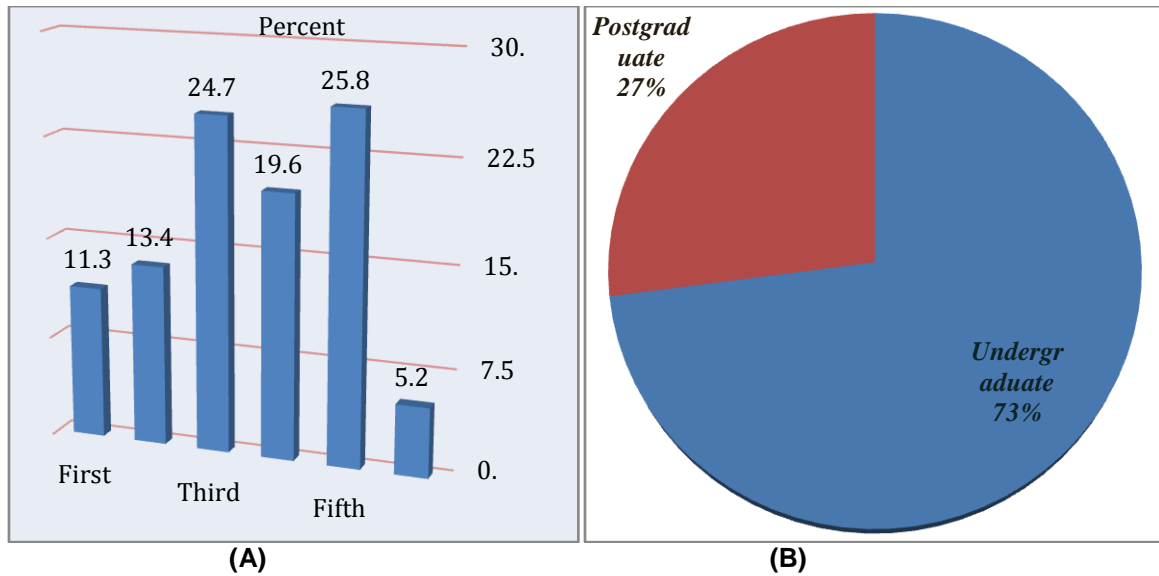 Percent
30.
22.5
15.
7.5
0.
11.3
13.4
24.7
19.6
25.8
5.2
First
Third
Fifth
(A)
Postgrad
uate
27%
Undergr
aduate
73%
(B)